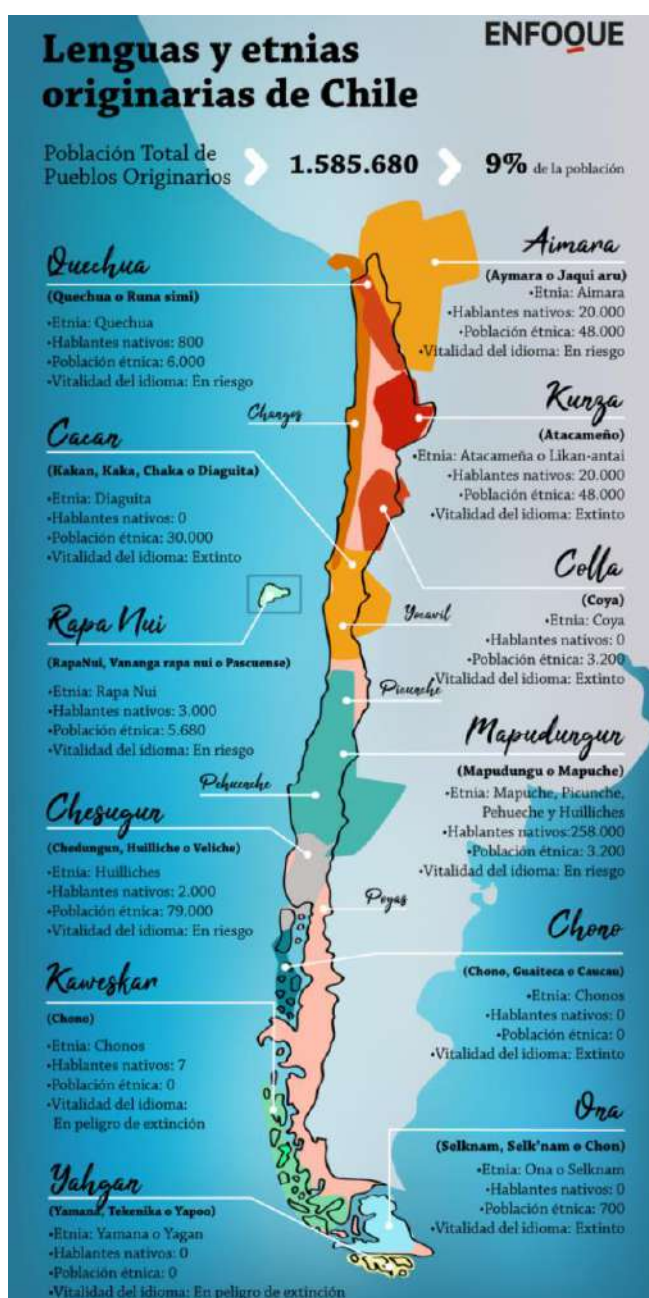 Lenguas y etnias
originarias de Chile
ENFOQUE
Población Total de
Pueblos Originarios
1.585.680
9% de la población
Quechua
(Quechua o Runa simi)
•Etnia: Quechua
•Hablantes nativos: 800
•Población étnica: 6.000
•Vitalidad del idioma: En riesgo
Aimara
(Aymara o Jaqui aru)
•Etnia: Aimara
•Hablantes nativos: 20.000
•Población étnica: 48.000
•Vitalidad del idioma: En riesgo
Changos
Cacan
(Kakan, Kaka, Chaka o Diaguita)
•Etnia: Diaguita
•Hablantes nativos: 0
•Población étnica: 30.000
•Vitalidad del idioma: Extinto
Kunza
(Atacameño)
•Etnia: Atacameña o Likan-antai
•Hablantes nativos: 20.000
•Población étnica: 48.000
•Vitalidad del idioma: Extinto
Colla
(Coya)
•Etnia: Coya
•Hablantes nativos: 0
•Población étnica: 3.200
•Vitalidad del idioma: Extinto
Yocavil
Rapa Nui
(RapaNui, Vananga rapa nui o Pascuense)
•Etnia: Rapa Nui
•Hablantes nativos: 3.000
•Población étnica: 5.680
•Vitalidad del idioma: En riesgo
Picunche
Mapudungun
(Mapudungu o Mapuche)
•Etnia: Mapuche, Picunche,
Pehueche y Huilliches
•Hablantes nativos:258.000
•Población étnica: 3.200
•Vitalidad del idioma: En riesgo
Pehuenche
Chesugun
(Chedungun, Huilliche o Veliche)
•Etnia: Huilliches
•Hablantes nativos: 2.000
•Población étnica: 79.000
•Vitalidad del idioma: En riesgo
Poyas
Chono
(Chono, Guaiteca o Caucau)
•Etnia: Chonos
•Hablantes nativos: 0
•Población étnica: 0
•Vitalidad del idioma: Extinto
Kaweskar
(Chono)
•Etnia: Chonos
•Hablantes nativos: 7
•Población étnica: 0
•Vitalidad del idioma:
En peligro de extinción
Ona
(Selknam, Selk'nam o Chon)
•Etnia: Ona o Selknam
•Hablantes nativos: 0
•Población étnica: 700
•Vitalidad del idioma: Extinto
Yahgan
(Yamana, Tekenika o Yapoo)
•Etnia: Yamana o Yagan
•Hablantes nativos: 0
•Población étnica: 0
•Vitalidad del idioma: En peligro de extinción